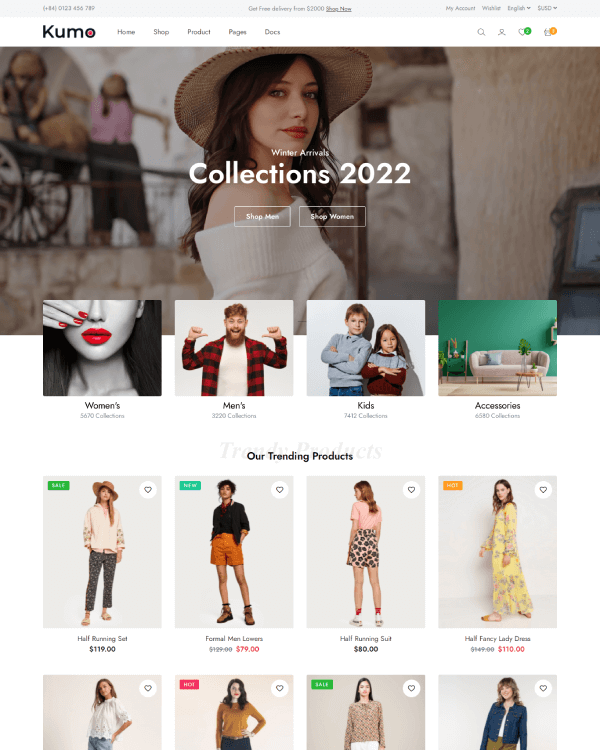 (+84) 0123 456 789
Get Free delivery from $2000 Shop Now
My Account Wishlist English $USD
Kumo
Home Shop Product Pages Docs
Winter Arrivals
Collections 2022
Shop Men Shop Women
Women's Men's Kids Accessories
5670 Collections 3220 Collections 7412 Collections 6580 Collections
Trendy Products
Our Trending Products
SALE NEW HOT
Half Running Set Formal Men Lowers Half Running Suit Half Fancy Lady Dress
$119.00 $129.00 $79.00 $80.00 $149.00 $110.00
HOT SALE